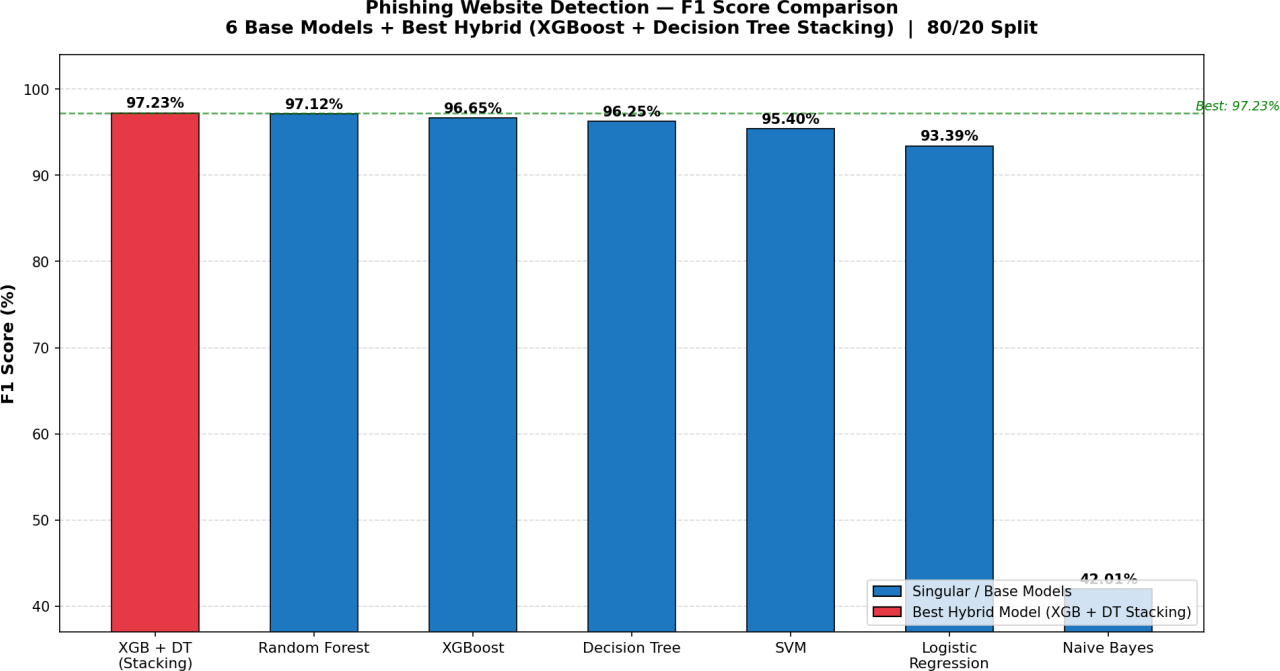 Phishing Website Detection — F1 Score Comparison
6 Base Models + Best Hybrid (XGBoost + Decision Tree Stacking) | 80/20 Split
F1 Score (%)
100
90
80
70
60
50
40
97.23%
97.12%
96.65%
96.25%
95.40%
93.39%
42.01%
Best: 97.23%
Singular / Base Models
Best Hybrid Model (XGB + DT Stacking)
XGB + DT
(Stacking)
Random Forest
XGBoost
Decision Tree
SVM
Logistic
Regression
Naive Bayes